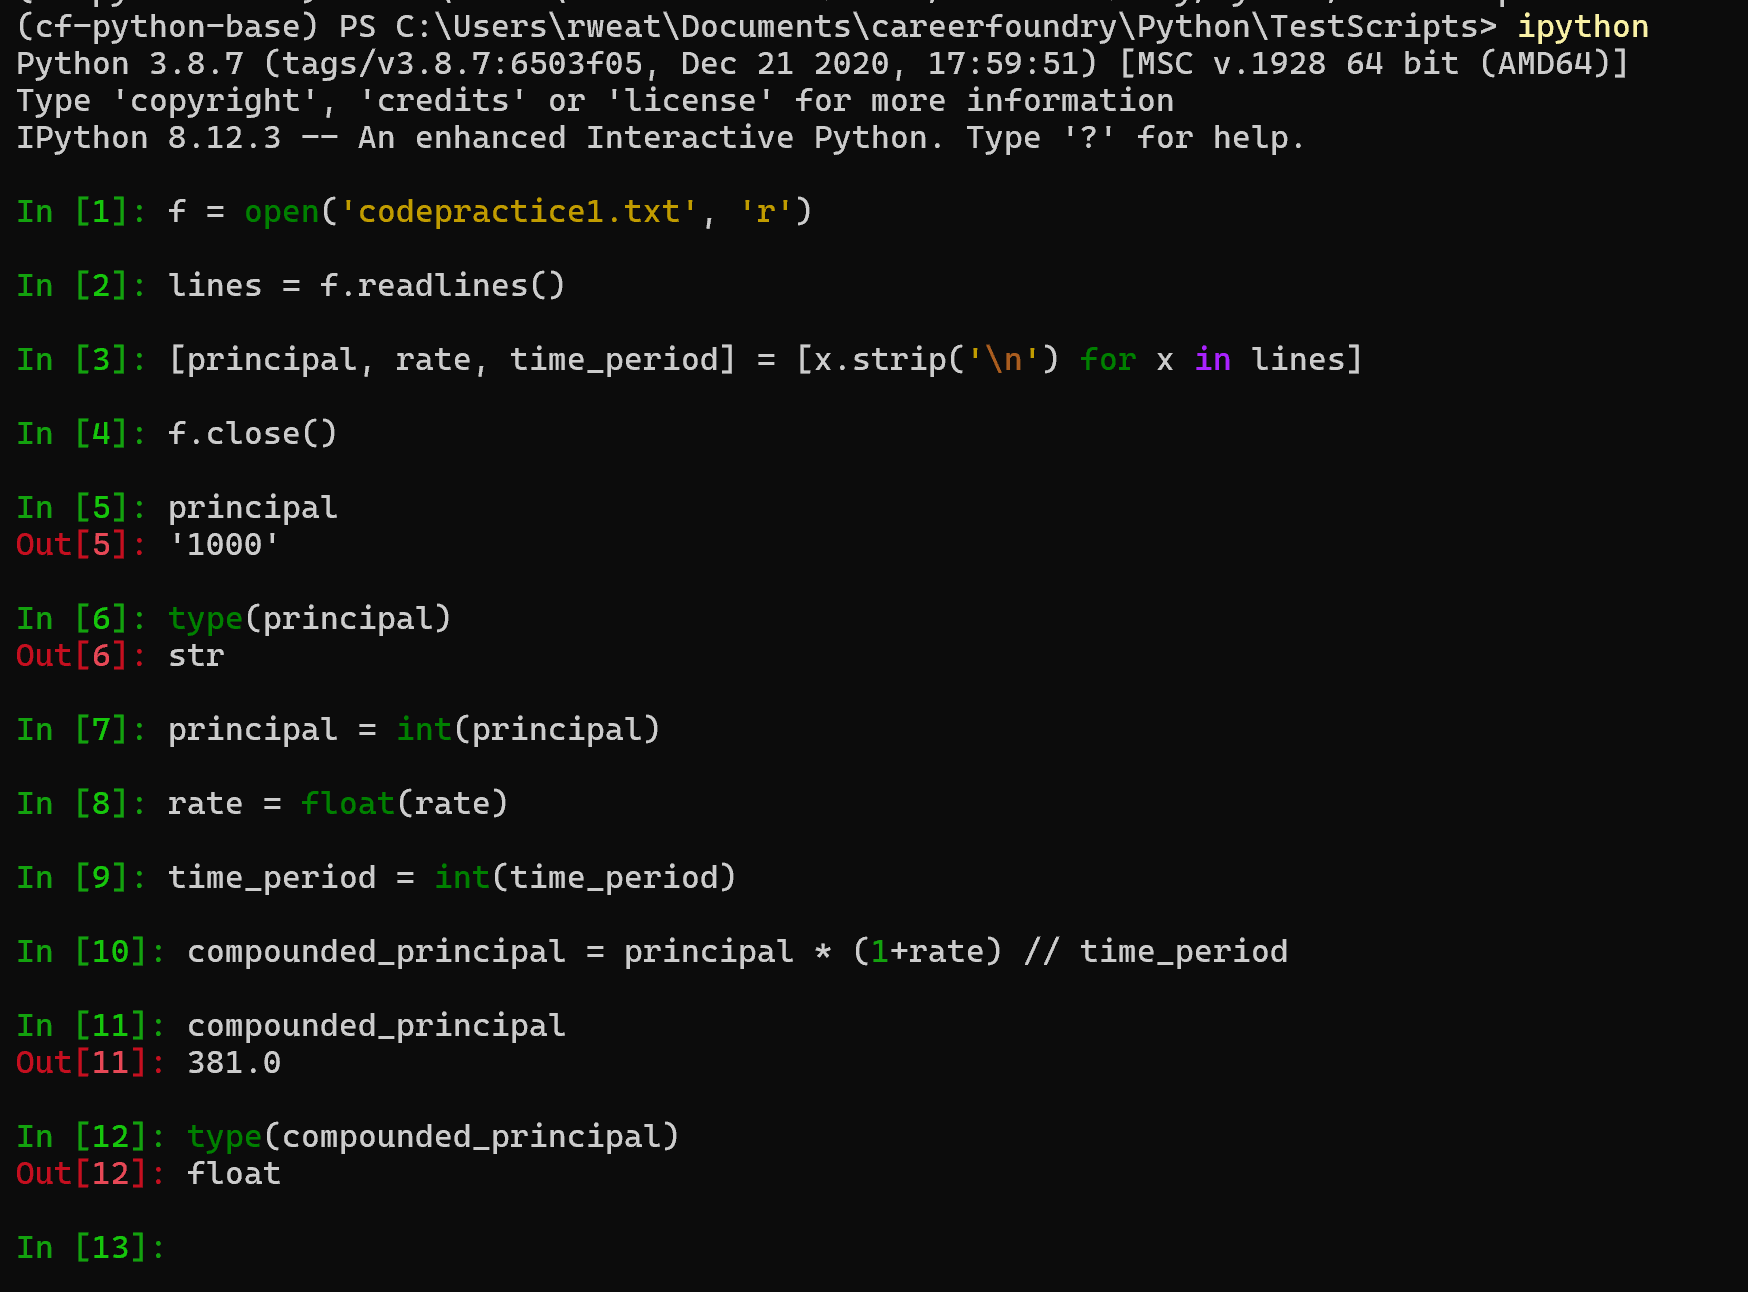 (cf-python-base) PS C:\Users\rweat\Documents\careerfoundry\Python\TestScripts> ipython
Python 3.8.7 (tags/v3.8.7:6503f05, Dec 21 2020, 17:59:51) [MSC v.1928 64 bit (AMD64)]
Type 'copyright', 'credits' or 'license' for more information
IPython 8.12.3 -- An enhanced Interactive Python. Type '?' for help.
In [1]: f = open('codepractice1.txt', 'r')
In [2]: lines = f.readlines()
In [3]: [principal, rate, time_period] = [x.strip('\n') for x in lines]
In [4]: f.close()
In [5]: principal
Out[5]: '1000'
In [6]: type(principal)
Out[6]: str
In [7]: principal = int(principal)
In [8]: rate = float(rate)
In [9]: time_period = int(time_period)
In [10]: compounded_principal = principal * (1+rate) // time_period
In [11]: compounded_principal
Out[11]: 381.0
In [12]: type(compounded_principal)
Out[12]: float
In [13]: